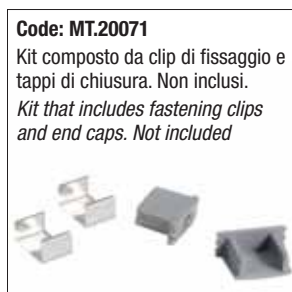 Code: MT.20071
Kit composto da clip di fissaggio e
tappi di chiusura. Non inclusi.
Kit that includes fastening clips
and end caps. Not included